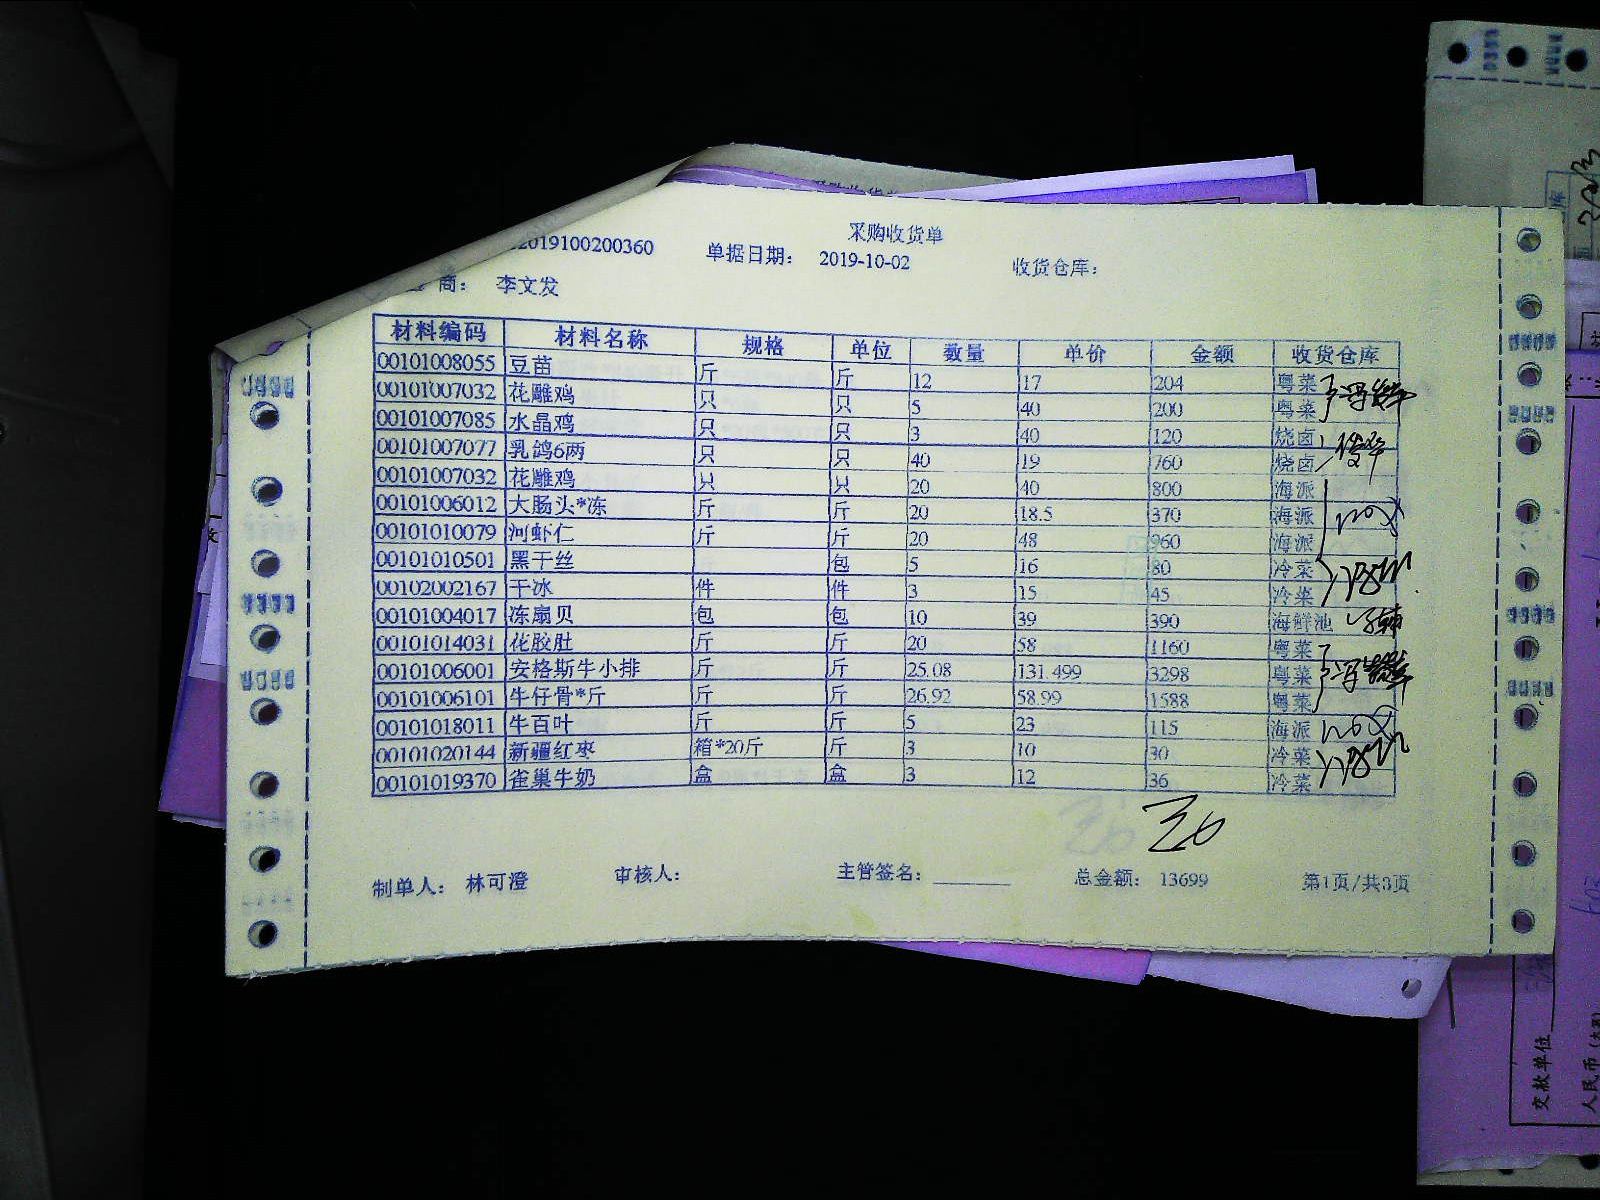 采购收货单
2019100200360 单据日期： 2019-10-02 收货仓库：
商： 李文发
材料编码 材料名称 规格 单位 数量 单价 金额 收货仓库
00101008055 豆苗 斤 斤 12 17 204 粤菜
00101007032 花雕鸡 只 只 5 40 200 粤菜
00101007085 水晶鸡 只 只 3 40 120 烧卤
00101007077 乳鸽6两 只 只 40 19 760 烧卤
00101007032 花雕鸡 只 只 20 40 800 海派
00101006012 大肠头*冻 斤 斤 20 18.5 370 海派
00101010079 河虾仁 斤 斤 20 48 960 海派
00101010501 黑干丝 包 5 16 80 冷菜
00102002167 干冰 件 件 3 15 45 冷菜
00101004017 冻扇贝 包 包 10 39 390 海鲜池
00101014031 花胶肚 斤 斤 20 58 1160 粤菜
00101006001 安格斯牛小排 斤 斤 25.08 131.499 3298 粤菜
00101006101 牛仔骨*斤 斤 斤 26.92 58.99 1588 粤菜
00101018011 牛百叶 斤 斤 5 23 115 海派
00101020144 新疆红枣 箱*20斤 斤 3 10 30 冷菜
00101019370 雀巢牛奶 盒 盒 3 12 36 冷菜
制单人： 林可澄 审核人： 主管签名： 总金额： 13699 第1页/共3页
交款单位
人民币